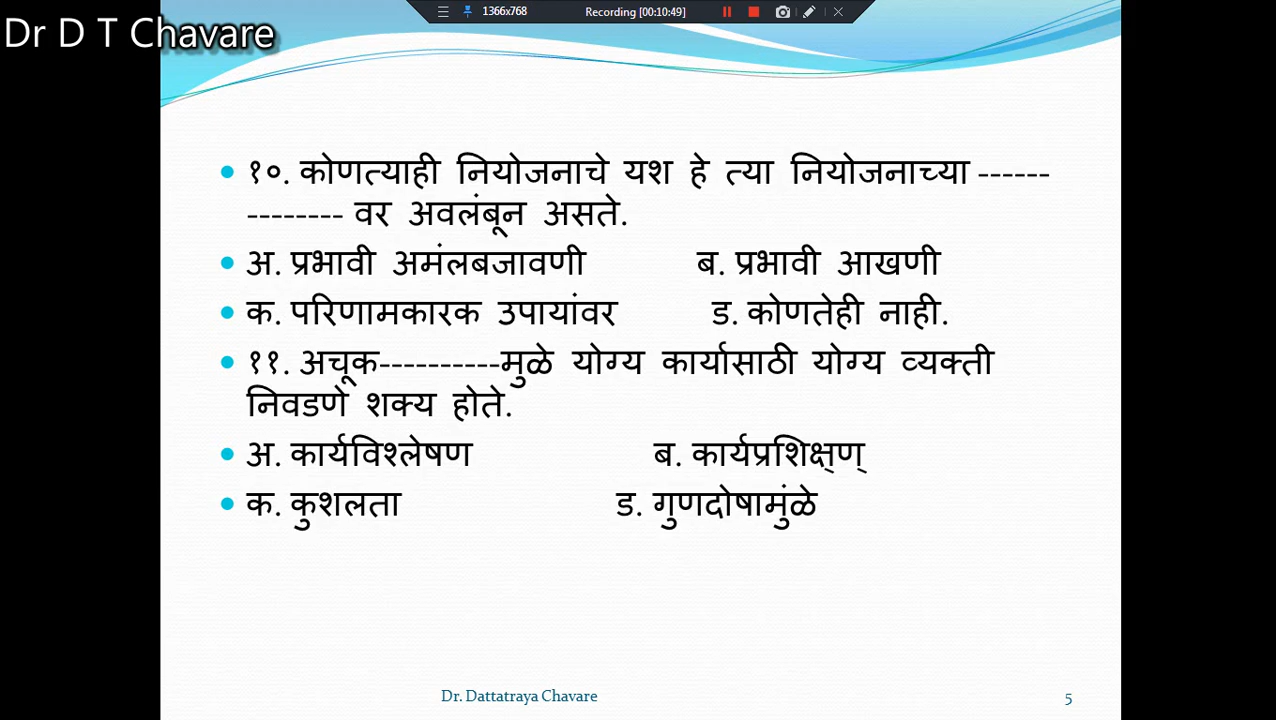 1366x768 Recording [00:10:49]
Dr D T Chavare
१०. कोणत्याही नियोजनाचे यश हे त्या नियोजनाच्या ------
-------- वर अवलंबून असते.
अ. प्रभावी अमंलबजावणी ब. प्रभावी आखणी
क. परिणामकारक उपायांवर ड. कोणतेही नाही.
११. अचूक----------मुळे योग्य कार्यासाठी योग्य व्यक्ती
निवडणे शक्य होते.
अ. कार्यविश्लेषण ब. कार्यप्रशिक्ष्ण्
क. कुशलता ड. गुणदोषामुंळे
Dr. Dattatraya Chavare 5